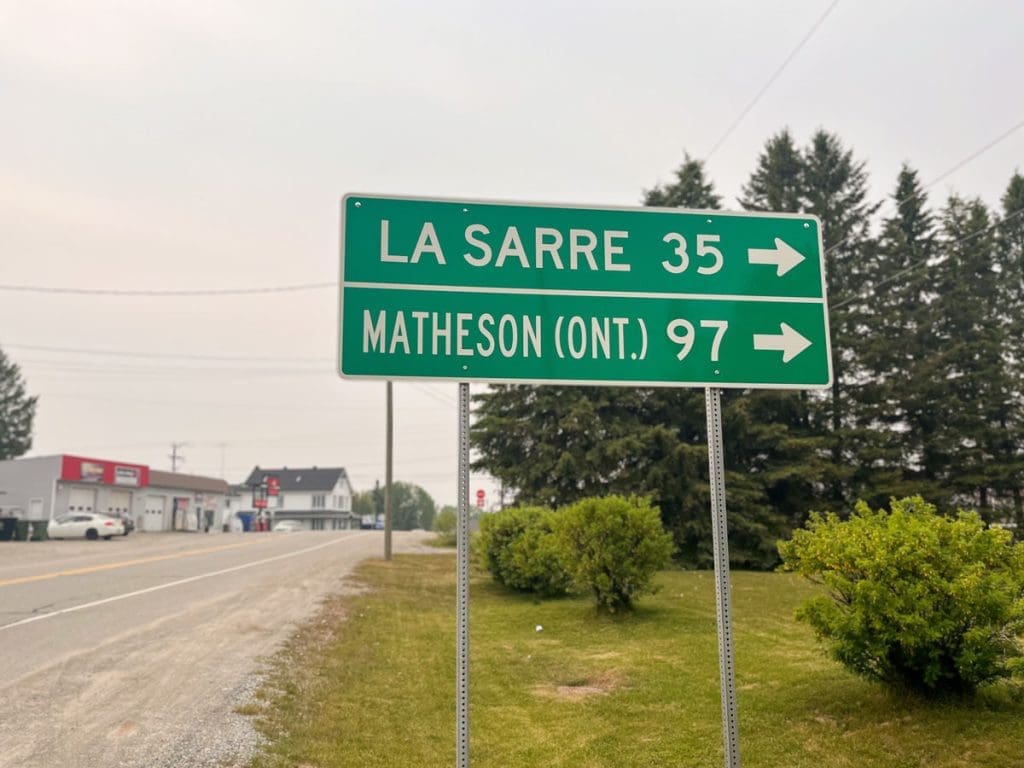 LA SARRE 35
MATHESON (ONT.) 97